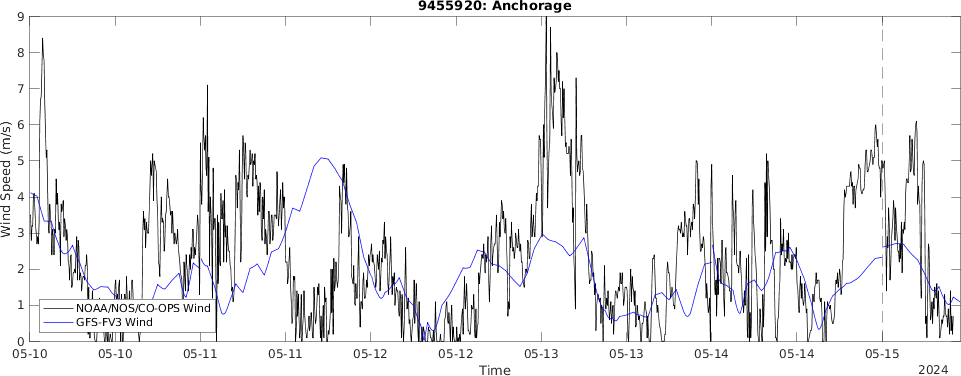 9455920: Anchorage
9
8
7
6
5
4
3
2
1
0
Wind Speed (m/s)
NOAA/NOS/CO-OPS Wind
GFS-FV3 Wind
05-10 05-10 05-11 05-11 05-12 05-12 05-13 05-13 05-14 05-14 05-15
Time
2024